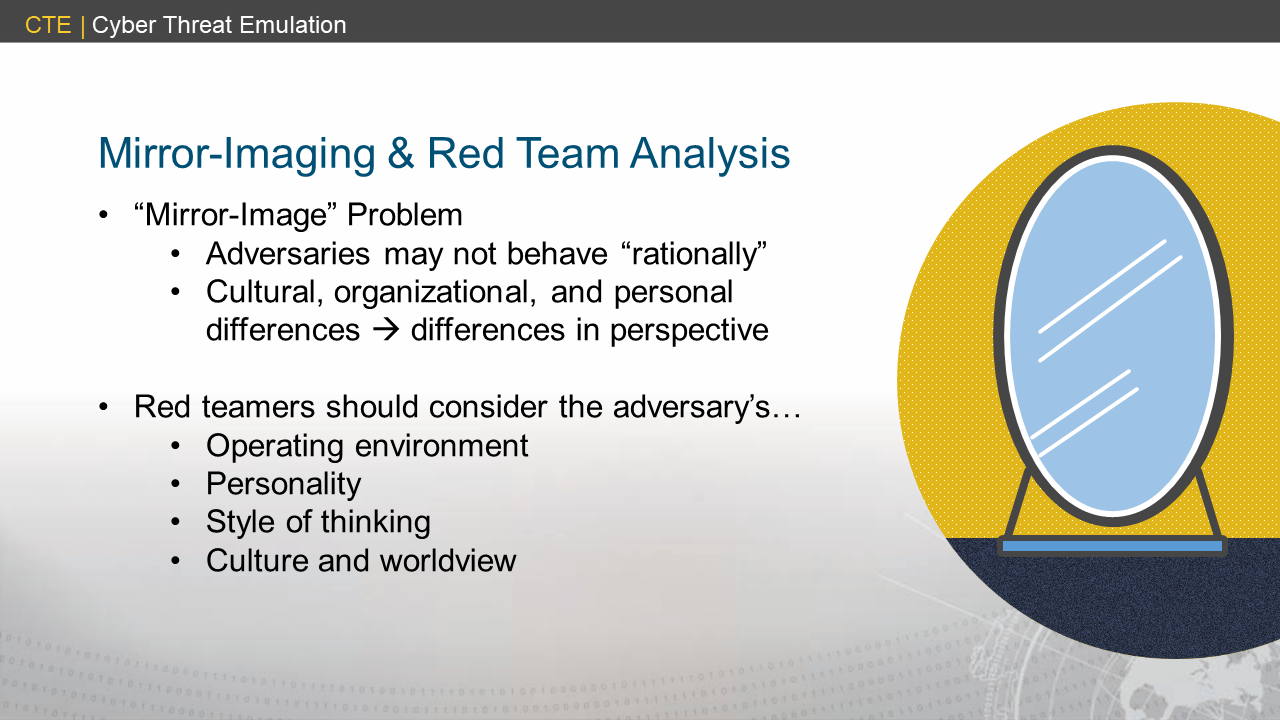 CTE | Cyber Threat Emulation
Mirror-Imaging & Red Team Analysis
• “Mirror-Image” Problem
• Adversaries may not behave “rationally”
• Cultural, organizational, and personal
differences → differences in perspective
• Red teamers should consider the adversary’s…
• Operating environment
• Personality
• Style of thinking
• Culture and worldview